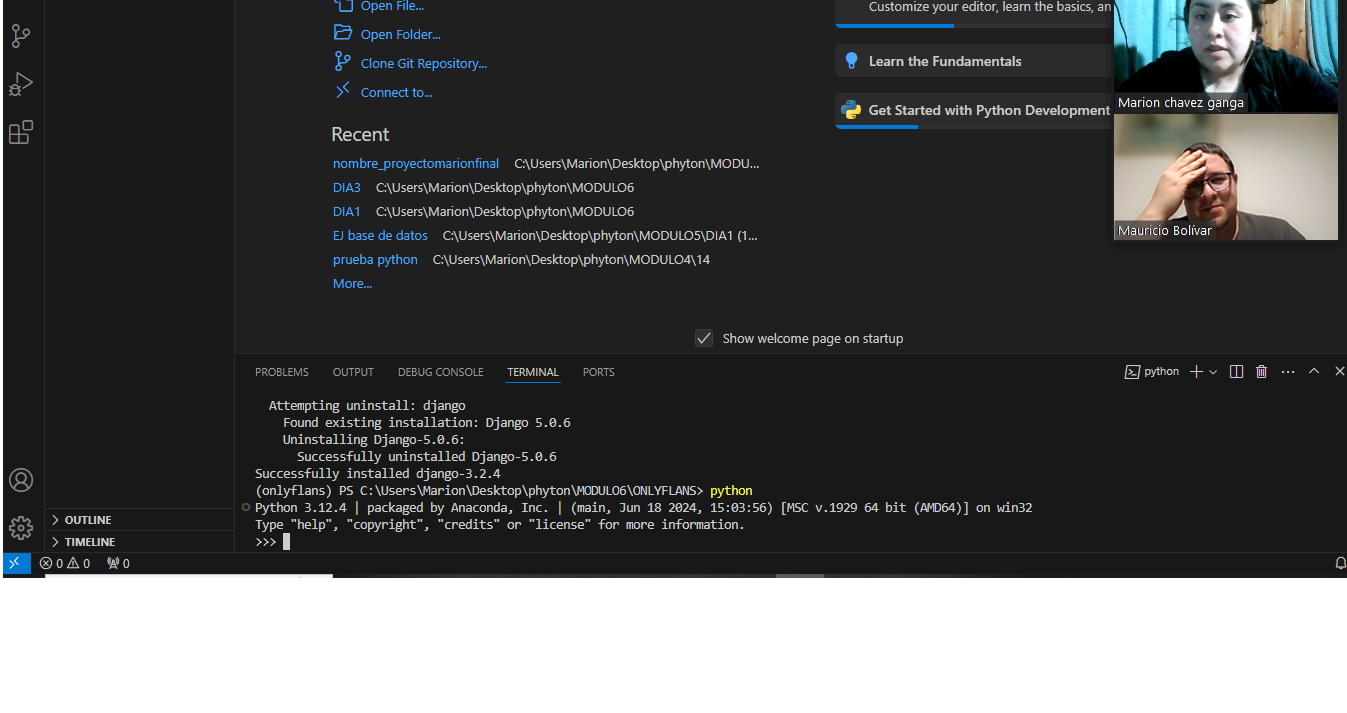 Open File...
Open Folder...
Clone Git Repository...
Connect to...
Recent
nombre_proyectomarionfinal C:\Users\Marion\Desktop\phyton\MODU...
DIA3 C:\Users\Marion\Desktop\phyton\MODULO6
DIA1 C:\Users\Marion\Desktop\phyton\MODULO6
EJ base de datos C:\Users\Marion\Desktop\phyton\MODULO5\DIA1 (1...
prueba python C:\Users\Marion\Desktop\phyton\MODULO4\14
More...
Customize your editor, learn the basics, an
Learn the Fundamentals
Get Started with Python Development
Marion chavez ganga
Mauricio Bolívar
Show welcome page on startup
PROBLEMS OUTPUT DEBUG CONSOLE TERMINAL PORTS
python
Attempting uninstall: django
Found existing installation: Django 5.0.6
Uninstalling Django-5.0.6:
Successfully uninstalled Django-5.0.6
Successfully installed django-3.2.4
(onlyflans) PS C:\Users\Marion\Desktop\phyton\MODULO6\ONLYFLANS> python
Python 3.12.4 | packaged by Anaconda, Inc. | (main, Jun 18 2024, 15:03:56) [MSC v.1929 64 bit (AMD64)] on win32
Type "help", "copyright", "credits" or "license" for more information.
>>>
OUTLINE
TIMELINE
0 0 0